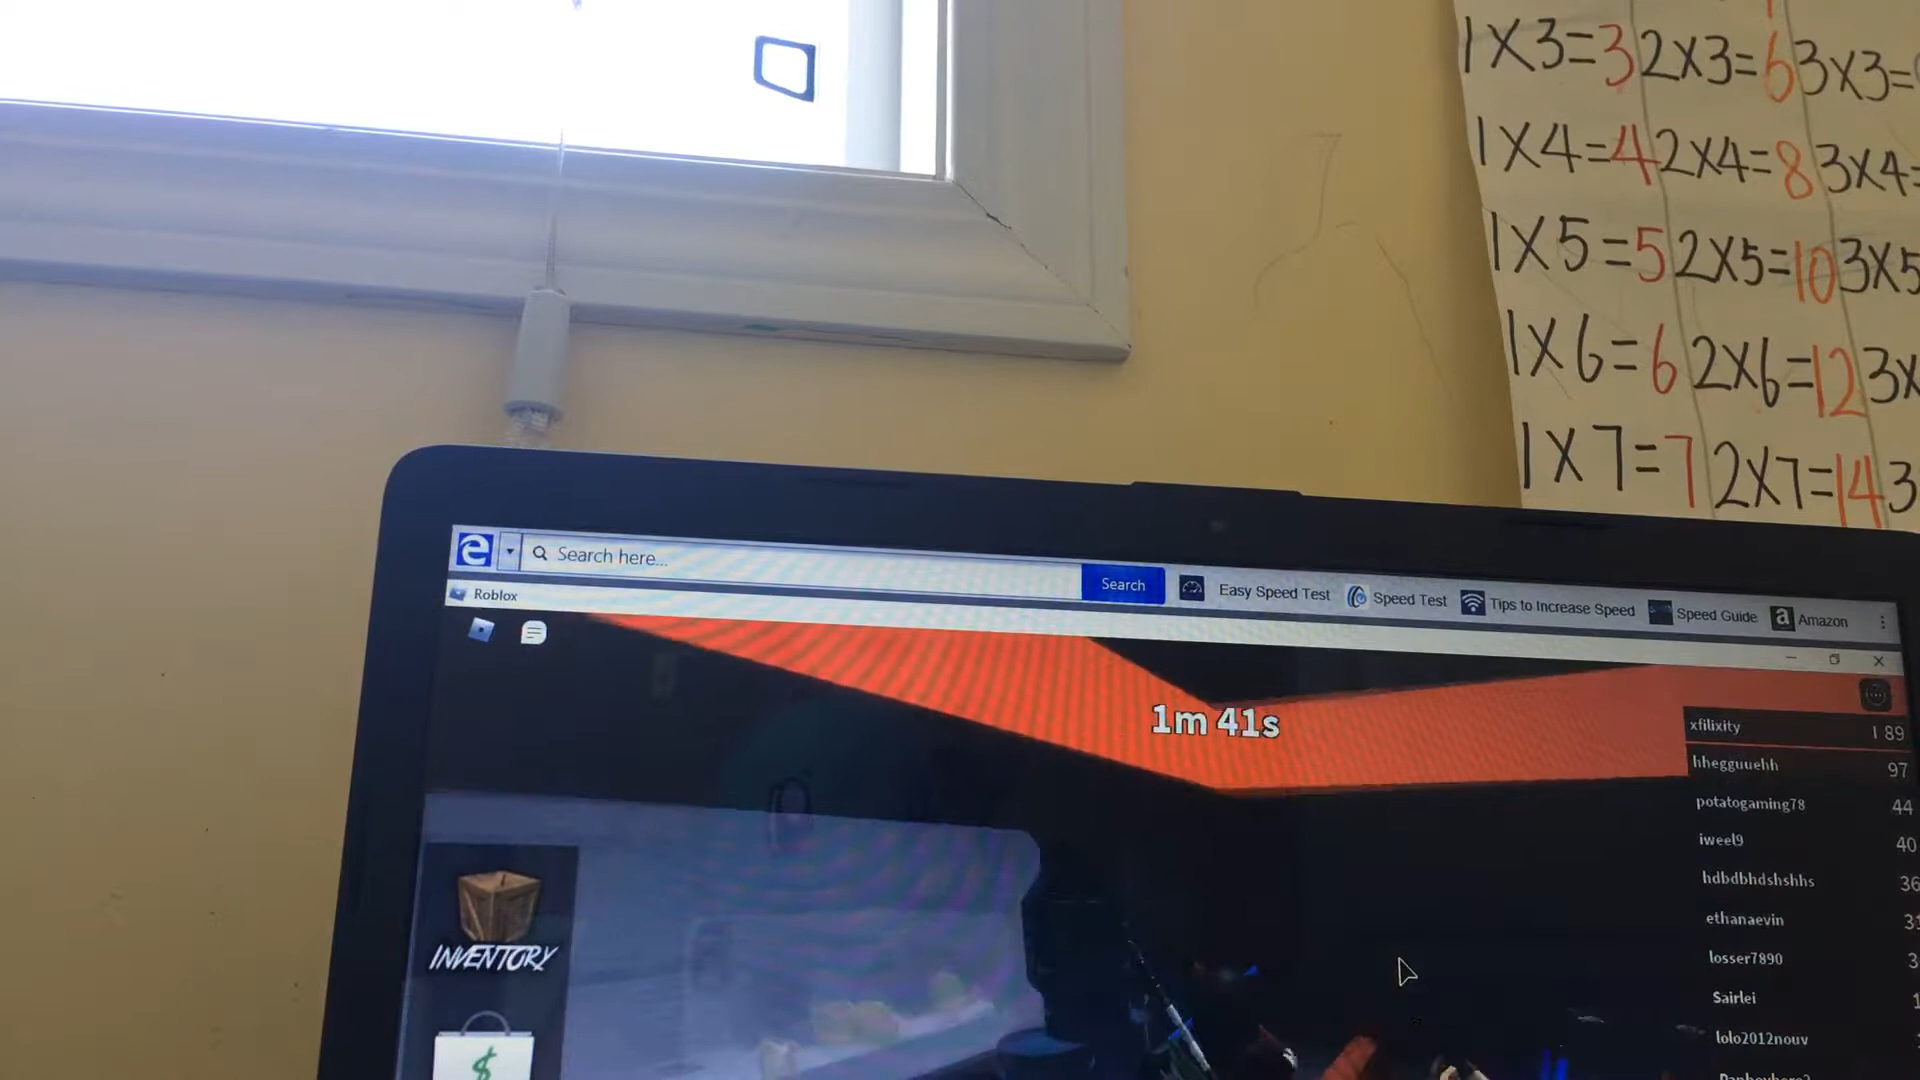 1X3=3 2X3=6 3X3=
1X4=4 2X4=8 3X4=
1X5=5 2X5=10 3X5
1X6=6 2X6=12 3X
1X7=7 2X7=14 3
Search here... Search Easy Speed Test Speed Test Tips to Increase Speed Speed Guide Amazon
Roblox
1m 41s
xfilixity 89
hhegguuehh 97
potatogaming78 44
iweel9 40
hdbdbhdshshhs 36
ethanaevin
losser7890
Sairlei
lolo2012nouv
INVENTORY
$